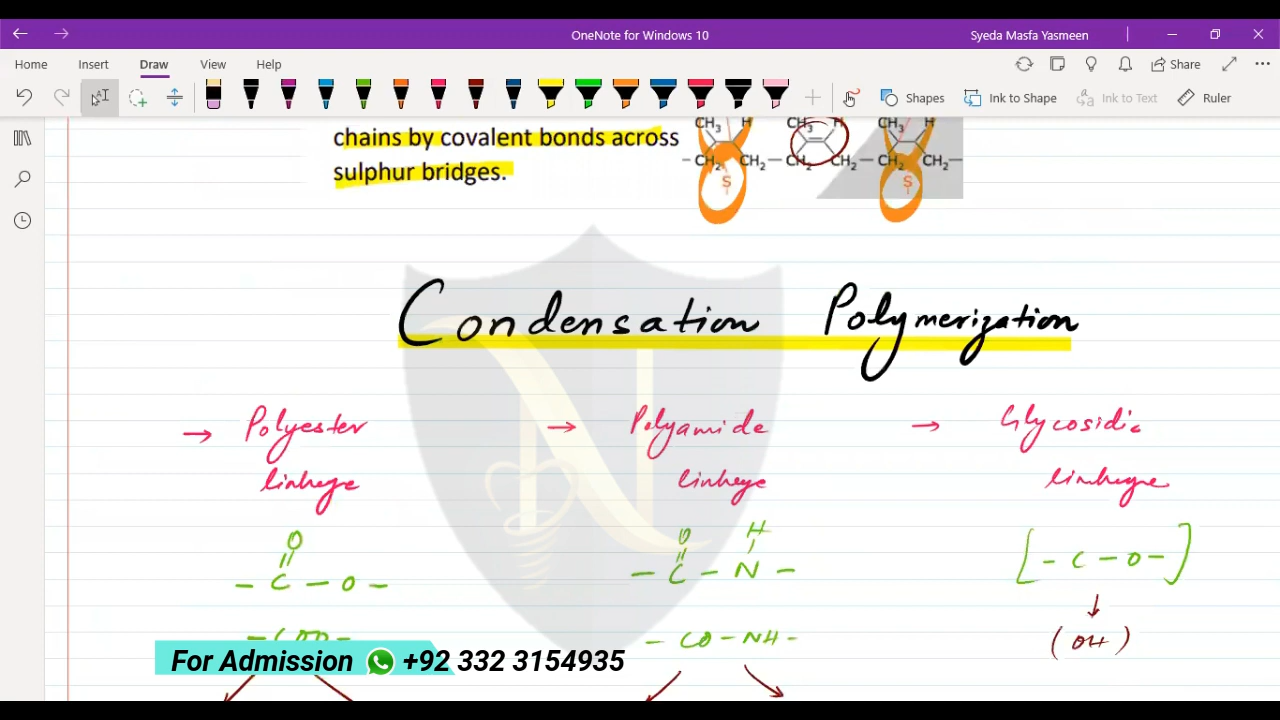 OneNote for Windows 10
Syeda Masfa Yasmeen
Home Insert Draw View Help
Share
Shapes Ink to Shape Ink to Text Ruler
chains by covalent bonds across
sulphur bridges.
CH3 H CH3 H CH3 H
– CH2 CH2 – CH2 CH2 – CH2 CH2 –
S S
Condensation Polymerization
→ Polyester → Polyamide → Glycosidic
linkage linkage linkage
O O H
– C – O – – C – N – [ – C – O – ]
– COO – – CO – NH – (OH)
For Admission +92 332 3154935